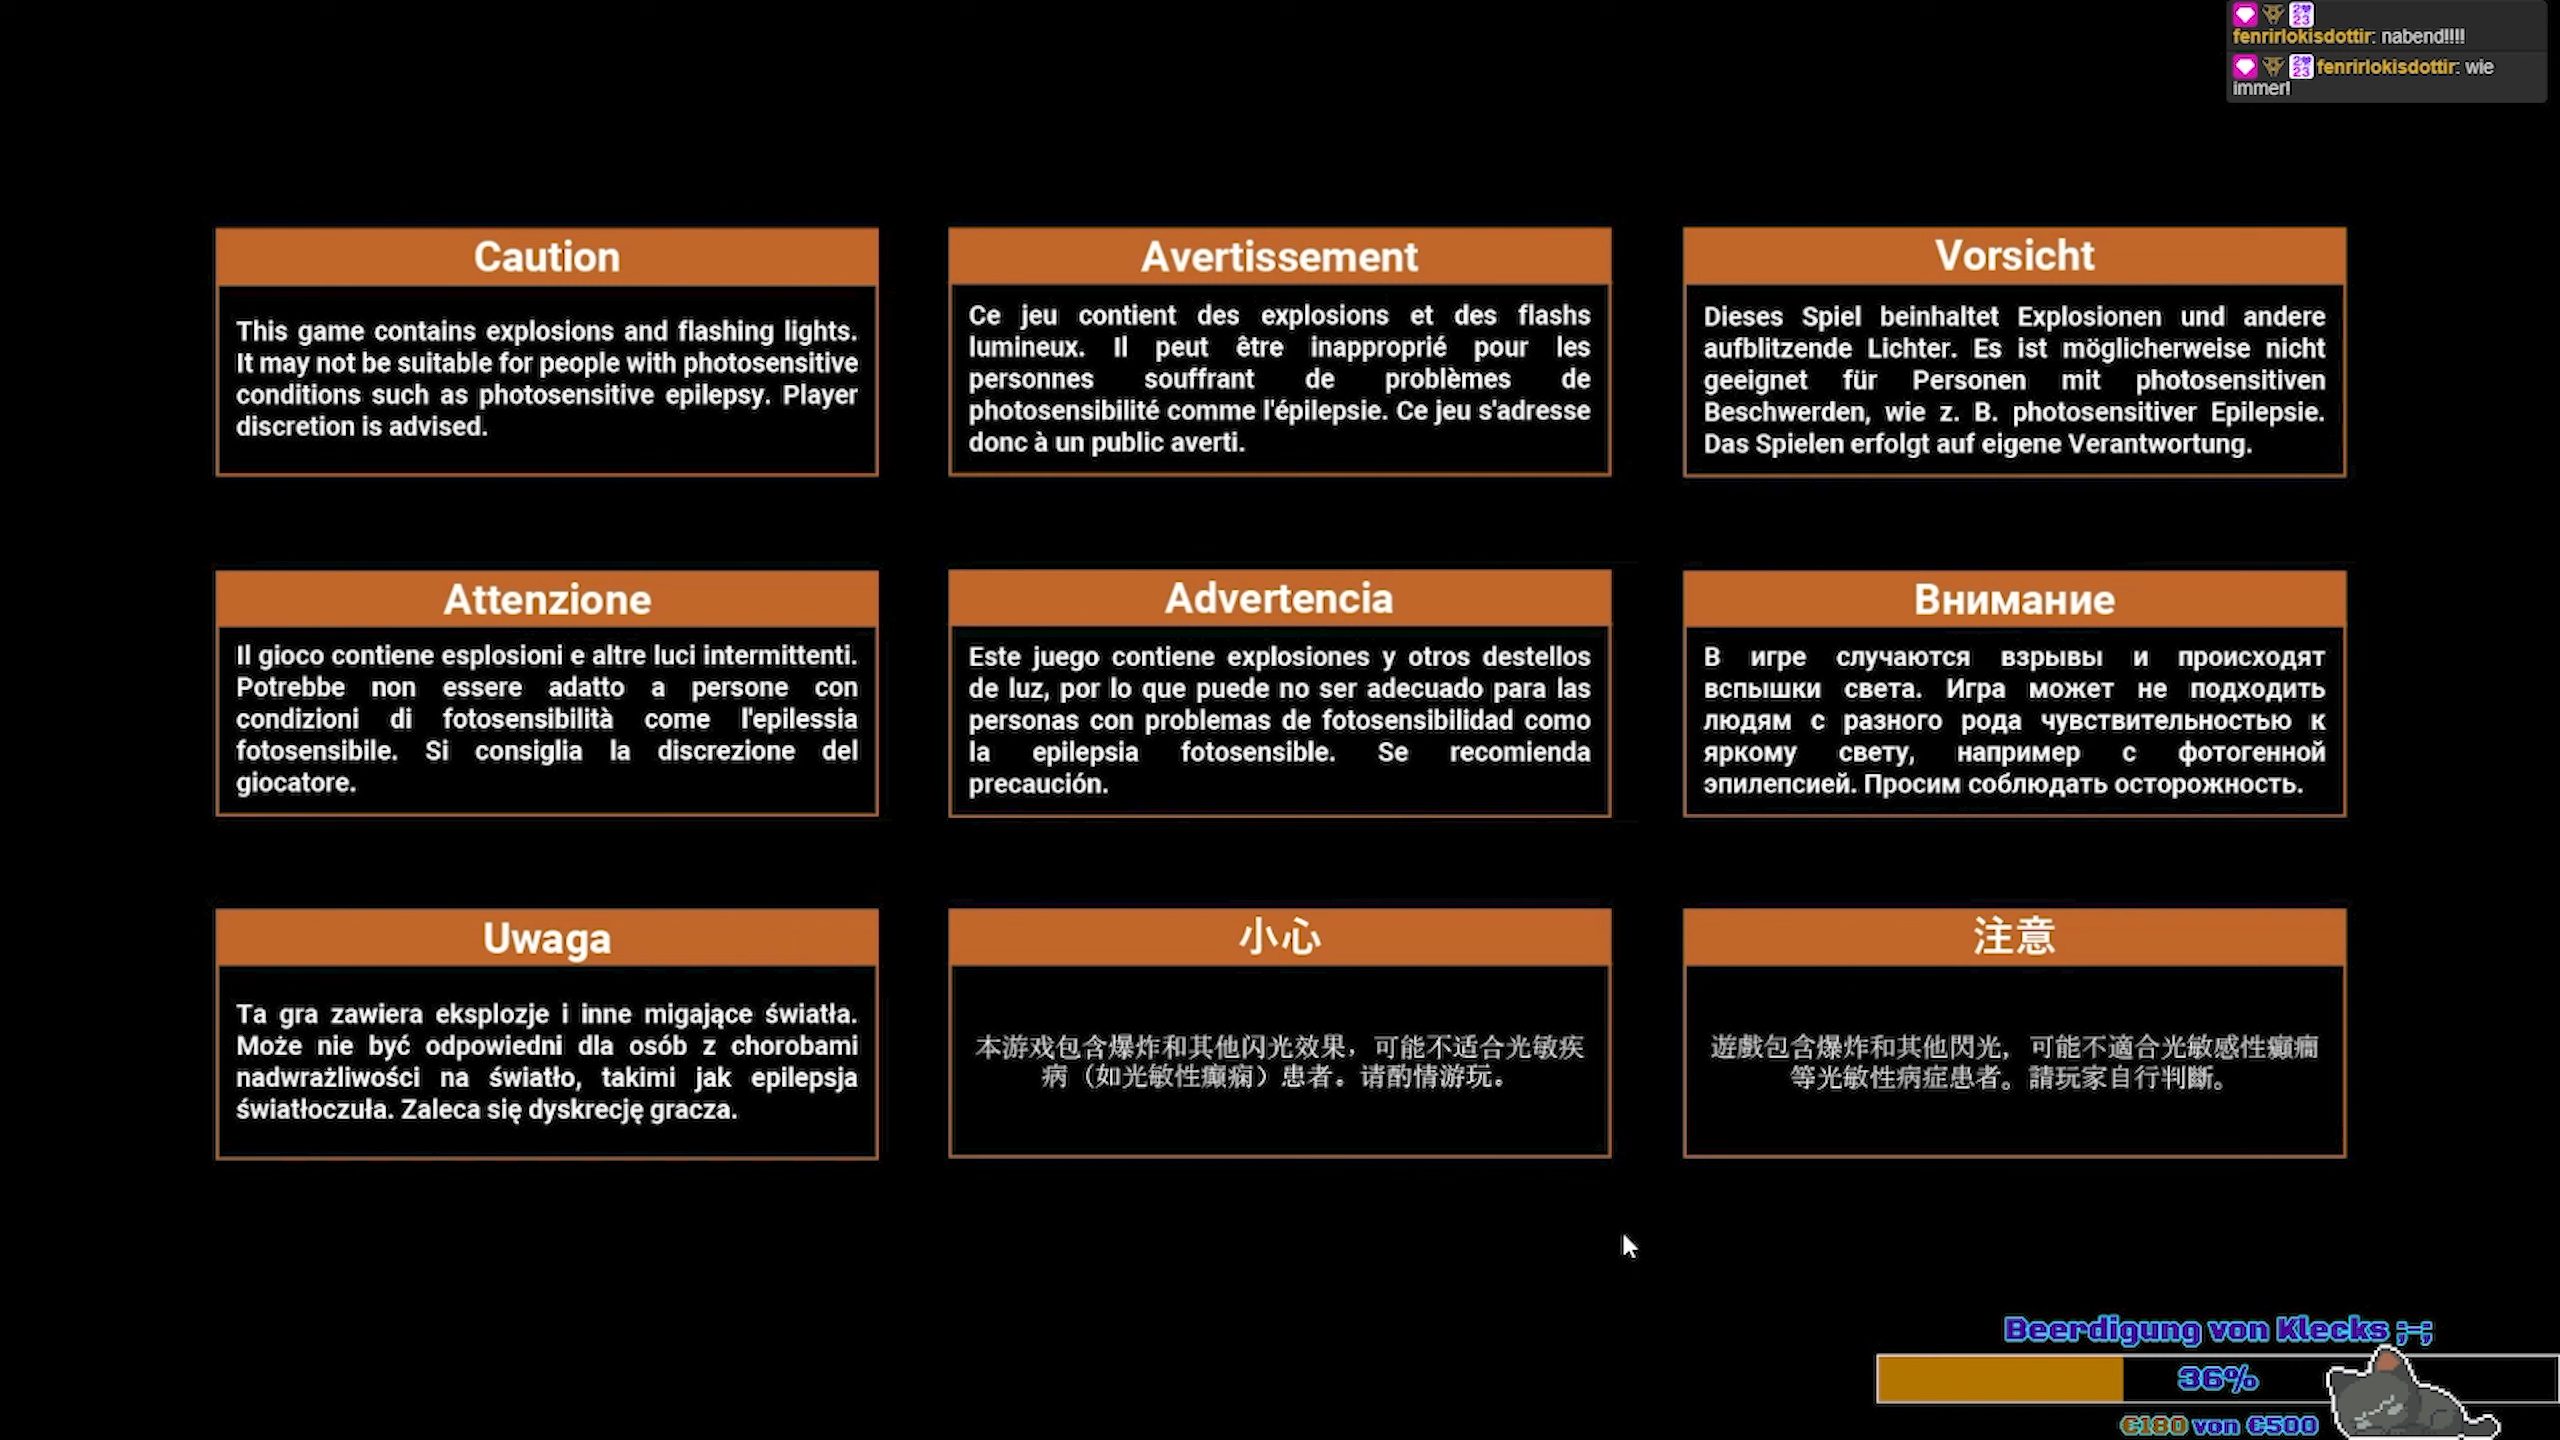 fenrirlokisdottir: nabend!!!!
fenrirlokisdottir: wie
immer!
Caution
This game contains explosions and flashing lights.
It may not be suitable for people with photosensitive
conditions such as photosensitive epilepsy. Player
discretion is advised.
Avertissement
Ce jeu contient des explosions et des flashs
lumineux. Il peut être inapproprié pour les
personnes souffrant de problèmes de
photosensibilité comme l'épilepsie. Ce jeu s'adresse
donc à un public averti.
Vorsicht
Dieses Spiel beinhaltet Explosionen und andere
aufblitzende Lichter. Es ist möglicherweise nicht
geeignet für Personen mit photosensitiven
Beschwerden, wie z. B. photosensitiver Epilepsie.
Das Spielen erfolgt auf eigene Verantwortung.
Attenzione
Il gioco contiene esplosioni e altre luci intermittenti.
Potrebbe non essere adatto a persone con
condizioni di fotosensibilità come l'epilessia
fotosensibile. Si consiglia la discrezione del
giocatore.
Advertencia
Este juego contiene explosiones y otros destellos
de luz, por lo que puede no ser adecuado para las
personas con problemas de fotosensibilidad como
la epilepsia fotosensible. Se recomienda
precaución.
Внимание
В игре случаются взрывы и происходят
вспышки света. Игра может не подходить
людям с разного рода чувствительностью к
яркому свету, например с фотогенной
эпилепсией. Просим соблюдать осторожность.
Uwaga
Ta gra zawiera eksplozje i inne migające światła.
Może nie być odpowiedni dla osób z chorobami
nadwrażliwości na światło, takimi jak epilepsja
światłoczuła. Zaleca się dyskrecję gracza.
小心
本游戏包含爆炸和其他闪光效果，可能不适合光敏疾
病（如光敏性癫痫）患者。请酌情游玩。
注意
遊戲包含爆炸和其他閃光，可能不適合光敏感性癲癇
等光敏性病症患者。請玩家自行判斷。
Beerdigung von Klecks ;-;
36%
€180 von €500